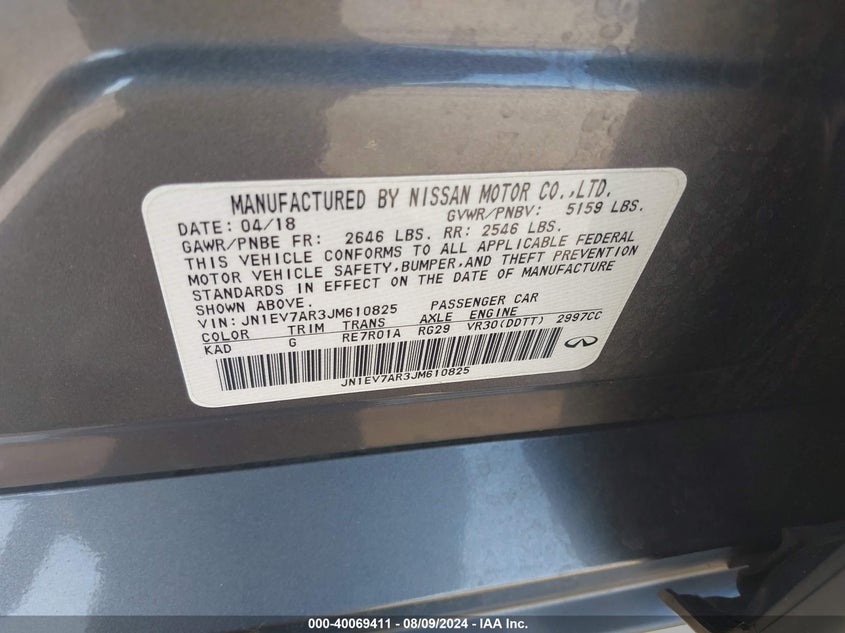 MANUFACTURED BY NISSAN MOTOR CO.,LTD.
DATE: 04/18 GVWR/PNBV: 5159 LBS.
GAWR/PNBE FR: 2646 LBS. RR: 2546 LBS.
THIS VEHICLE CONFORMS TO ALL APPLICABLE FEDERAL
MOTOR VEHICLE SAFETY,BUMPER,AND THEFT PREVENTION
STANDARDS IN EFFECT ON THE DATE OF MANUFACTURE
SHOWN ABOVE.
VIN: JN1EV7AR3JM610825 PASSENGER CAR
COLOR TRIM TRANS AXLE ENGINE
KAD G RE7R01A RG29 VR30(DDTT) 2997CC
JN1EV7AR3JM610825
000-40069411 - 08/09/2024 - IAA Inc.